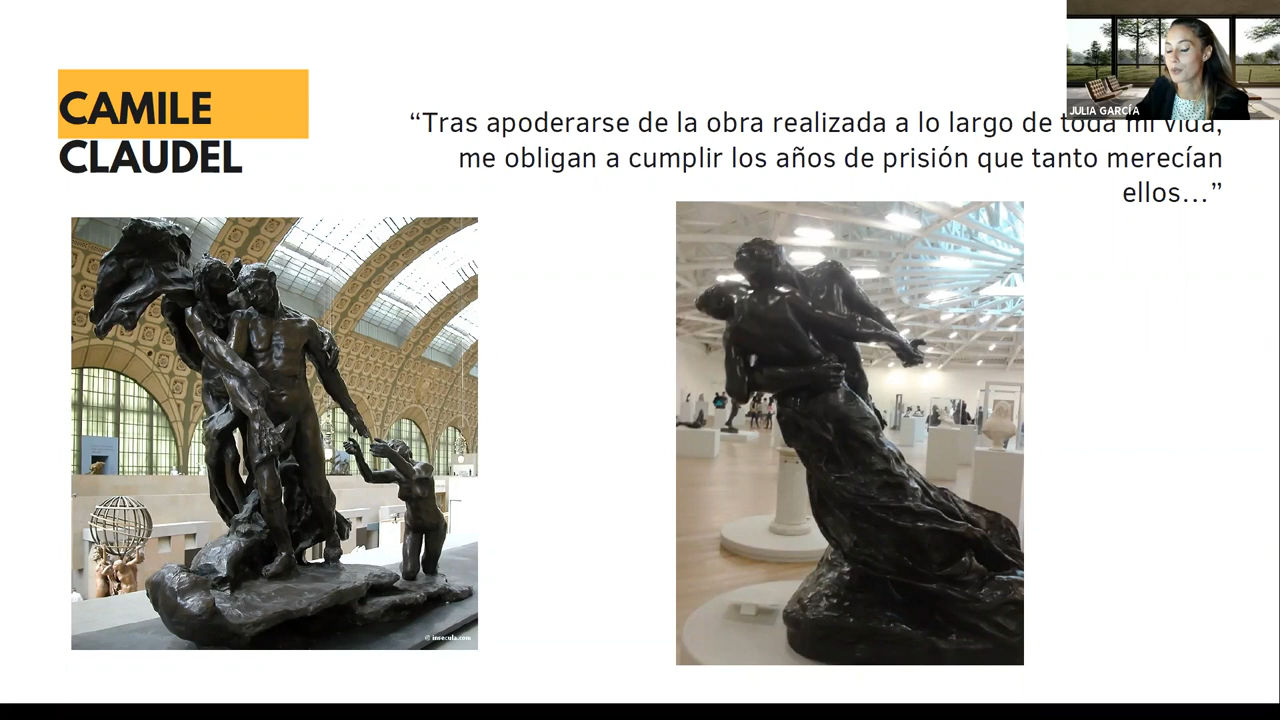 JULIA GARCÍA
CAMILE
CLAUDEL
“Tras apoderarse de la obra realizada a lo largo de toda mi vida,
me obligan a cumplir los años de prisión que tanto merecían
ellos...”
© insecula.com